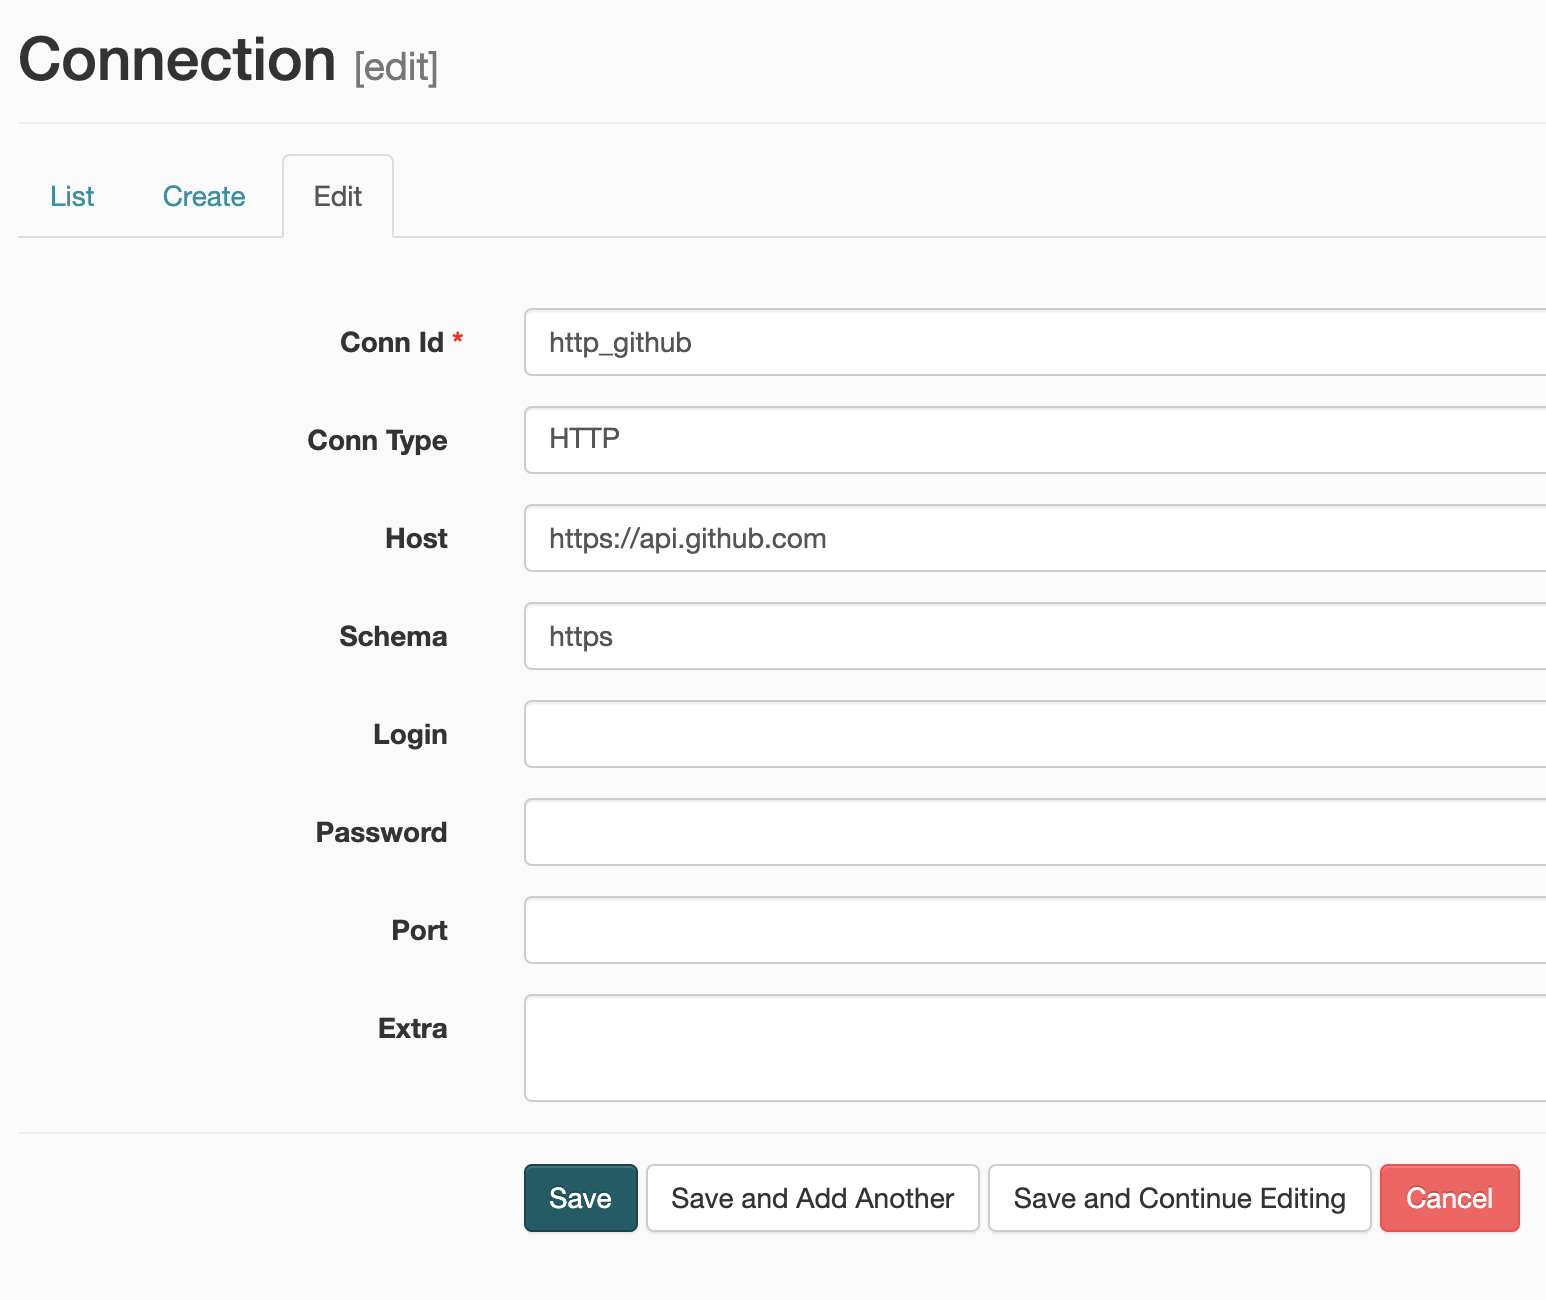 Connection [edit]
List Create Edit
Conn Id * http_github
Conn Type HTTP
Host https://api.github.com
Schema https
Login
Password
Port
Extra
Save Save and Add Another Save and Continue Editing Cancel